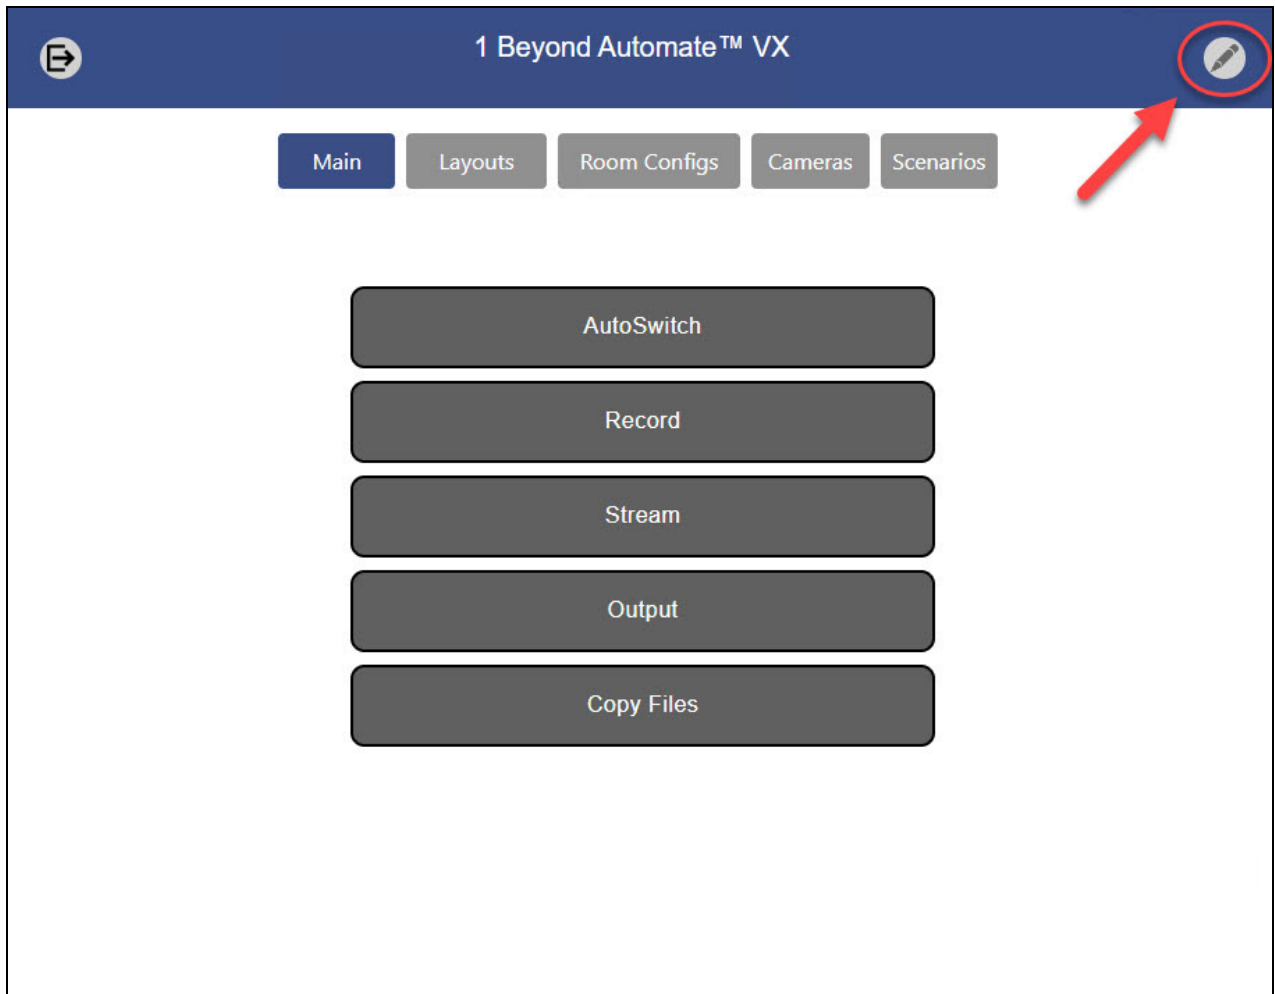 1 Beyond Automate™ VX
Main
Layouts
Room Configs
Cameras
Scenarios
AutoSwitch
Record
Stream
Output
Copy Files